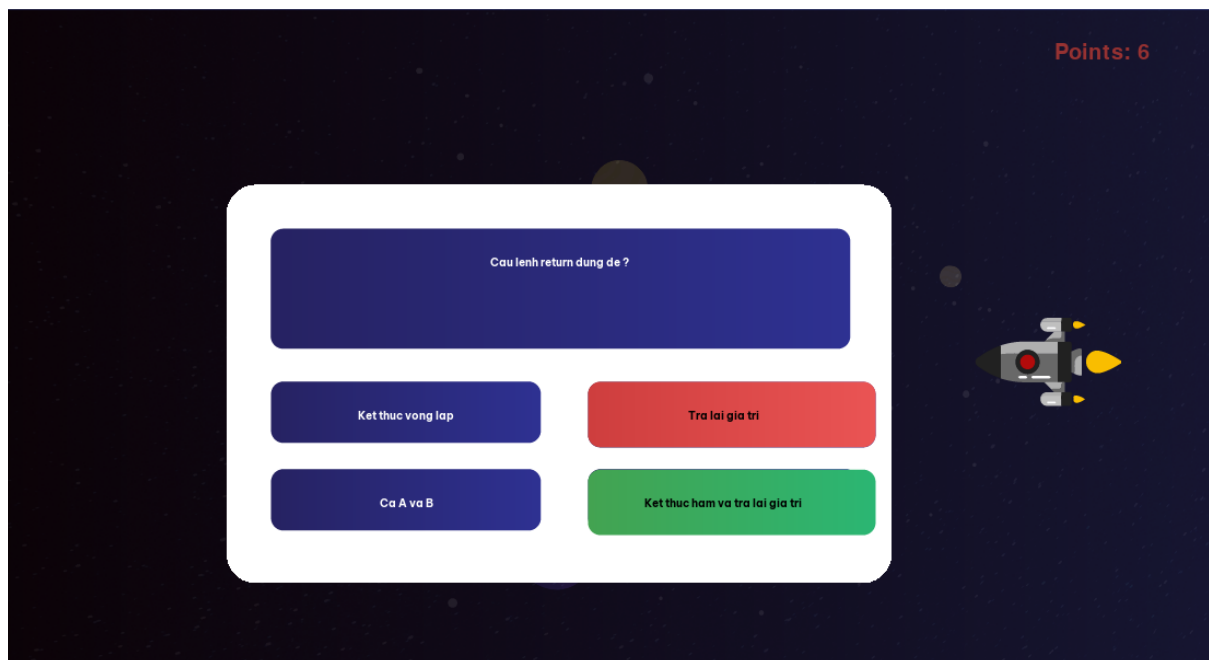 Points: 6
Cau lenh return dung de ?
Ket thuc vong lap
Tra lai gia tri
Ca A va B
Ket thuc ham va tra lai gia tri